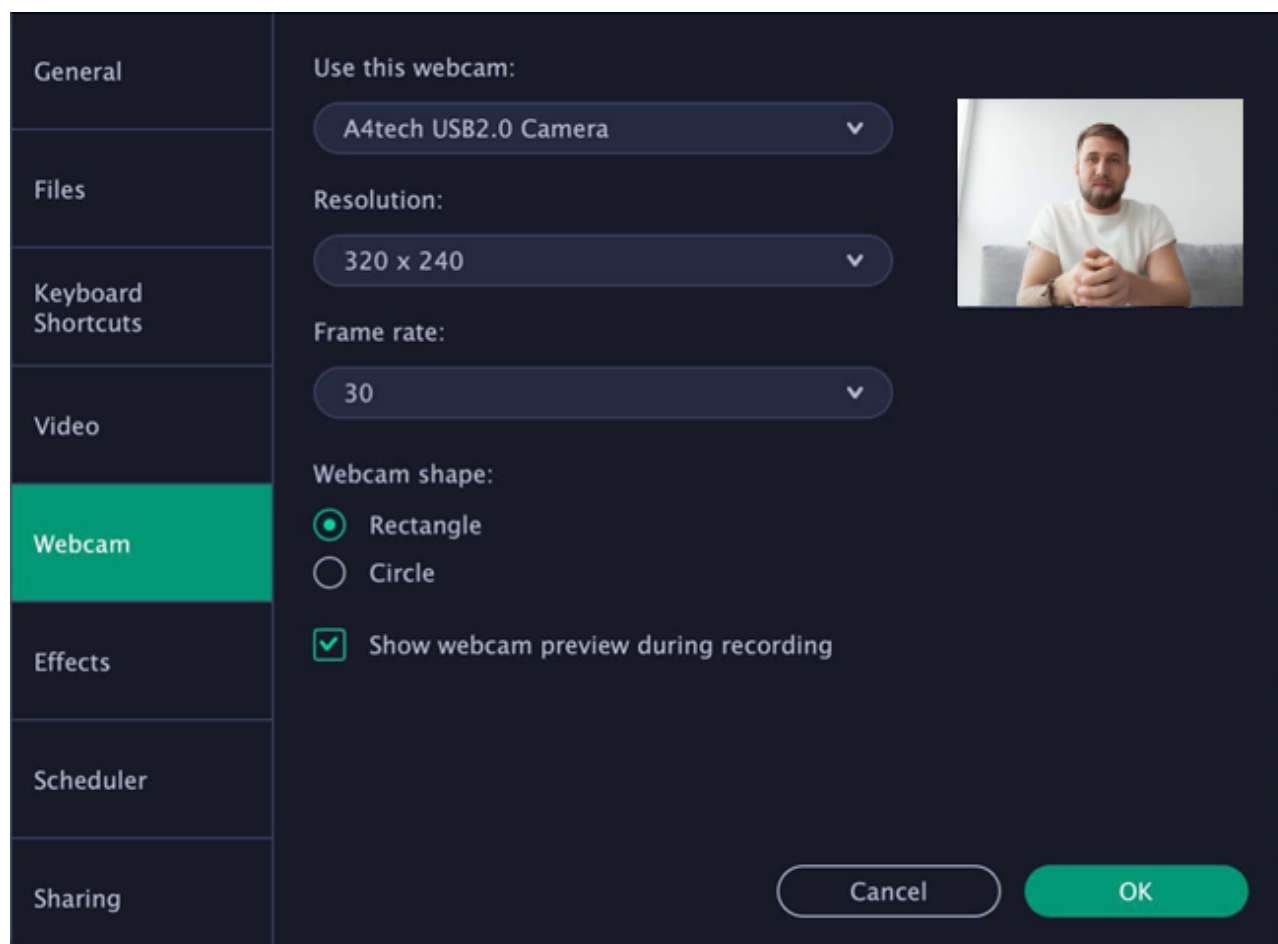 General
Files
Keyboard
Shortcuts
Video
Webcam
Effects
Scheduler
Sharing
Use this webcam:
A4tech USB2.0 Camera
Resolution:
320 x 240
Frame rate:
30
Webcam shape:
Rectangle
Circle
Show webcam preview during recording
Cancel
OK